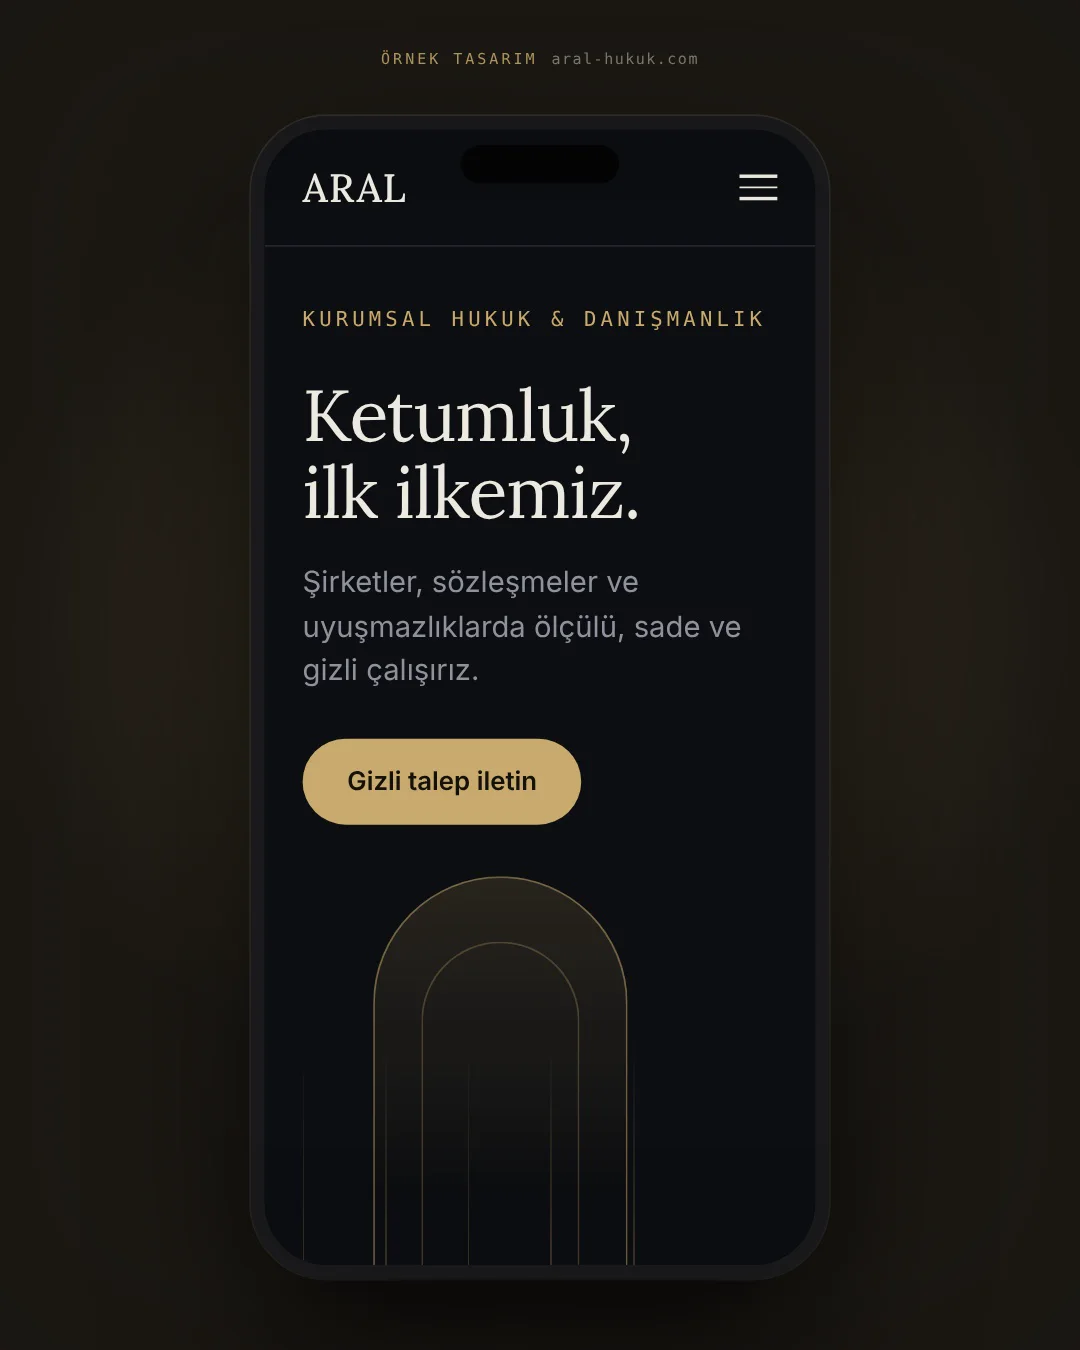 ÖRNEK TASARIM aral-hukuk.com
ARAL
KURUMSAL HUKUK & DANIŞMANLIK
Ketumluk,
ilk ilkemiz.
Şirketler, sözleşmeler ve
uyuşmazlıklarda ölçülü, sade ve
gizli çalışırız.
Gizli talep iletin